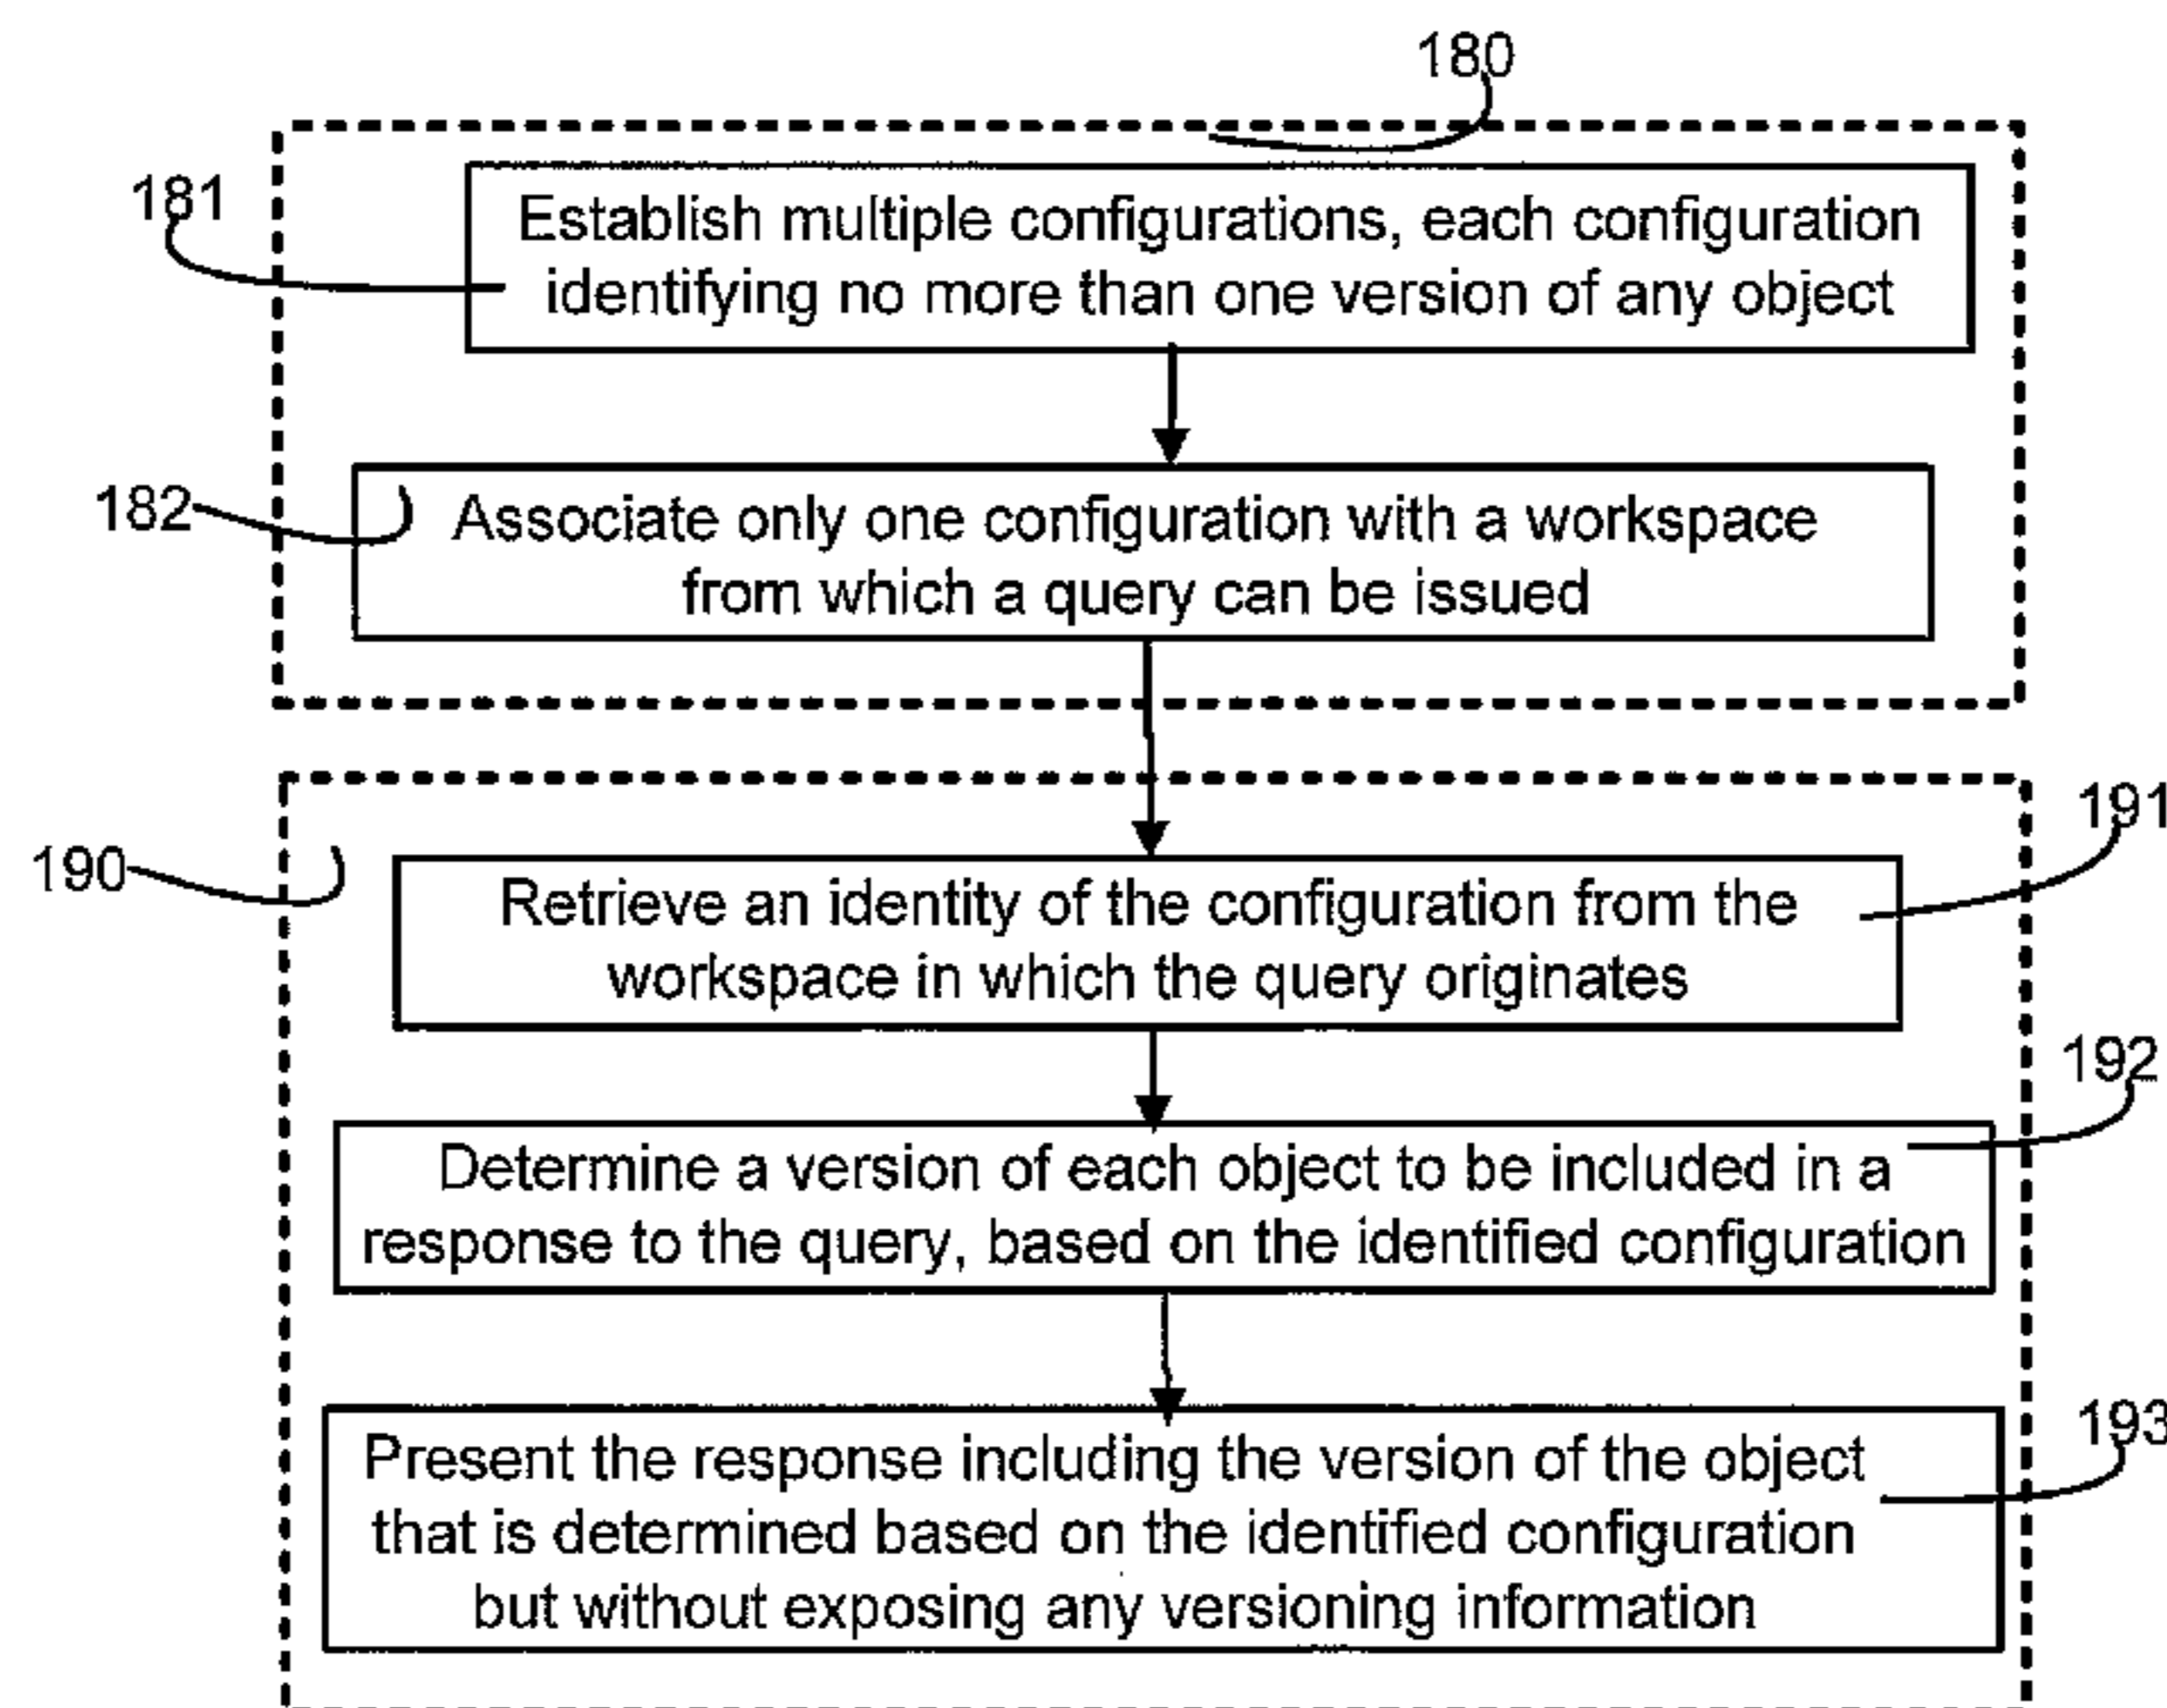 180
181
Establish multiple configurations, each configuration
identifying no more than one version of any object
182
Associate only one configuration with a workspace
from which a query can be issued
190
191
Retrieve an identity of the configuration from the
workspace in which the query originates
192
Determine a version of each object to be included in a
response to the query, based on the identified configuration
193
Present the response including the version of the object
that is determined based on the identified configuration
but without exposing any versioning information